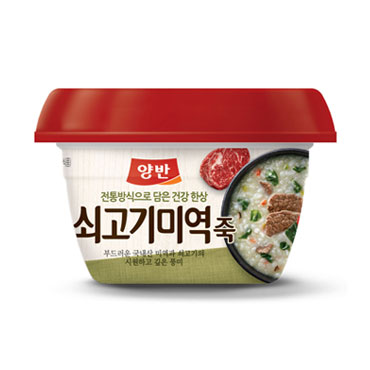 양반
전통방식으로 담은 건강 한상
쇠고기미역죽
부드러운 국내산 미역과 쇠고기의
시원하고 깊은 풍미